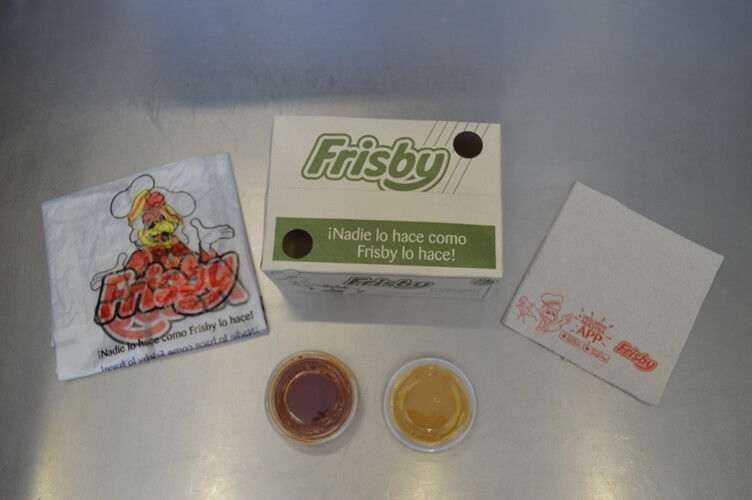 Frisby
¡Nadie lo hace como
Frisby lo hace!
Frisby
Frisby
¡Nadie lo hace como Frisby lo hace!
APP
Frisby